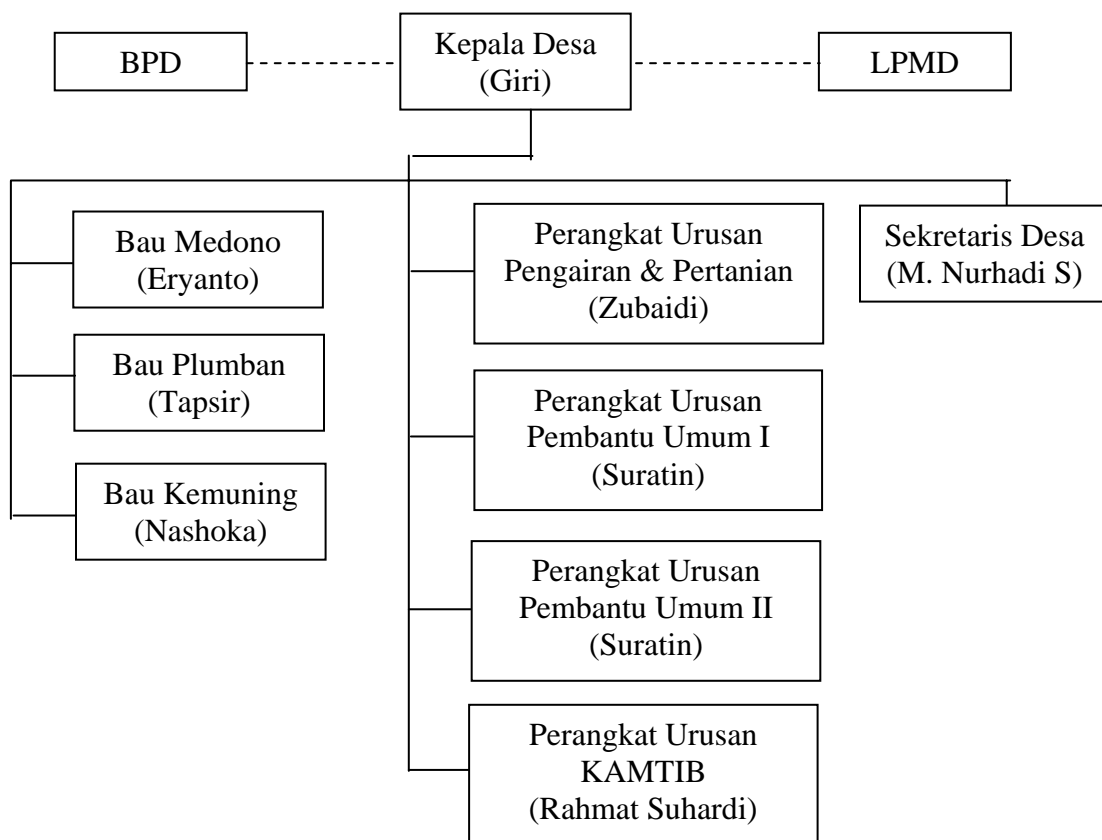 BPD
Kepala Desa
(Giri)
LPMD
Bau Medono
(Eryanto)
Bau Plumban
(Tapsir)
Bau Kemuning
(Nashoka)
Perangkat Urusan
Pengairan & Pertanian
(Zubaidi)
Perangkat Urusan
Pembantu Umum I
(Suratin)
Perangkat Urusan
Pembantu Umum II
(Suratin)
Perangkat Urusan
KAMTIB
(Rahmat Suhardi)
Sekretaris Desa
(M. Nurhadi S)